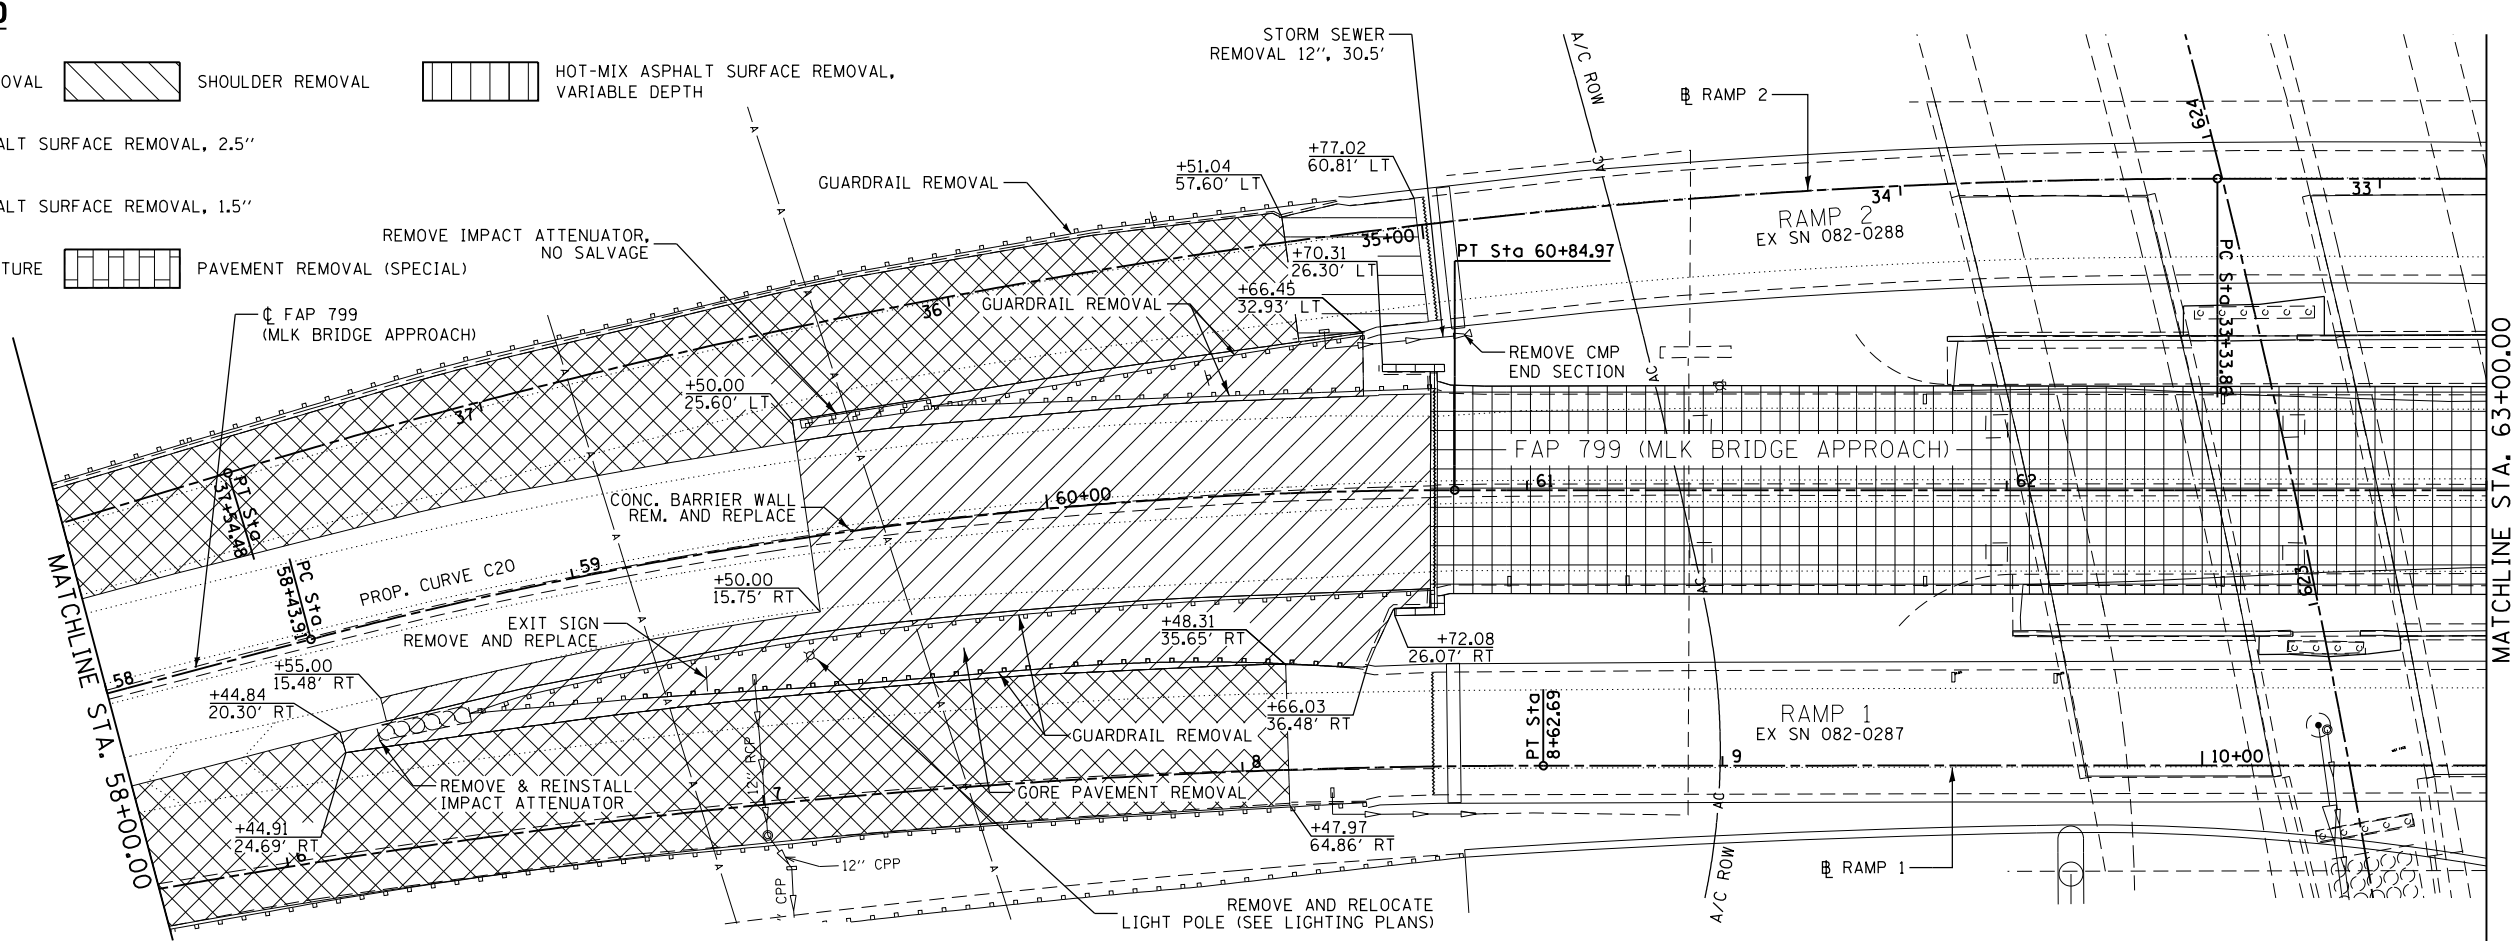 OVAL
SHOULDER REMOVAL
HOT-MIX ASPHALT SURFACE REMOVAL,
VARIABLE DEPTH
ALT SURFACE REMOVAL, 2.5"
ALT SURFACE REMOVAL, 1.5"
TURE
PAVEMENT REMOVAL (SPECIAL)
STORM SEWER
REMOVAL 12", 30.5'
A/C ROW
℄ RAMP 2
624
+77.02
60.81' LT
+51.04
57.60' LT
GUARDRAIL REMOVAL
REMOVE IMPACT ATTENUATOR,
NO SALVAGE
34
33
RAMP 2
EX SN 082-0288
35+00
PT Sta 60+84.97
+70.31
26.30' LT
+66.45
32.93' LT
GUARDRAIL REMOVAL
36
℄ FAP 799
(MLK BRIDGE APPROACH)
PC Sta 33+33.86
REMOVE CMP
END SECTION
+50.00
25.60' LT
37
AC
AC
FAP 799 (MLK BRIDGE APPROACH)
PT Sta
37+54.48
CONC. BARRIER WALL
REM. AND REPLACE
60+00
61
62
MATCHLINE STA. 63+00.00
PC Sta
58+43.91
PROP. CURVE C20
59
+50.00
15.75' RT
AC
623
EXIT SIGN
REMOVE AND REPLACE
+48.31
35.65' RT
+72.08
26.07' RT
58
+55.00
15.48' RT
+44.84
20.30' RT
+66.03
36.48' RT
GUARDRAIL REMOVAL
PT Sta
8+62.69
RAMP 1
EX SN 082-0287
MATCHLINE STA. 58+00.00
REMOVE & REINSTALL
IMPACT ATTENUATOR
12" RCP
7
8
9
10+00
GORE PAVEMENT REMOVAL
AC
+44.91
24.69' RT
6
+47.97
64.86' RT
12" CPP
" CPP
℄ RAMP 1
A/C ROW
REMOVE AND RELOCATE
LIGHT POLE (SEE LIGHTING PLANS)
A A A A A A A
A A A A A A A